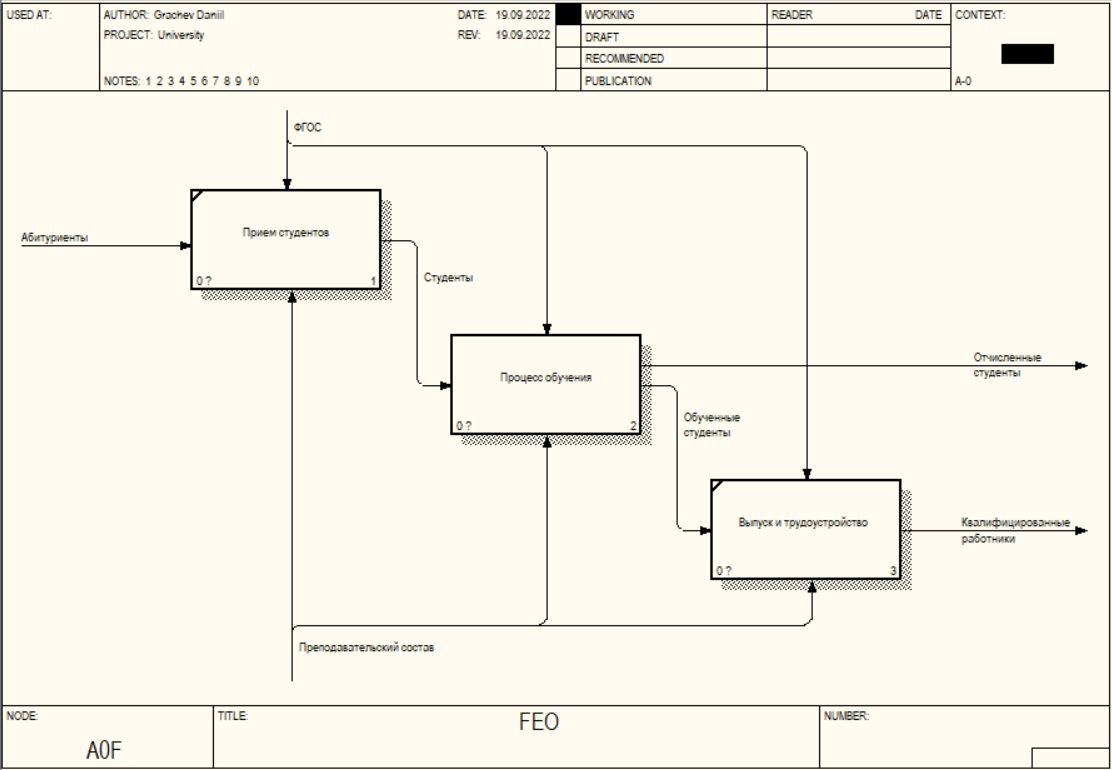 USED AT:
AUTHOR: Grachev Daniil
DATE: 19.09.2022
WORKING
READER
DATE
CONTEXT:
PROJECT: University
REV: 19.09.2022
DRAFT
RECOMMENDED
NOTES: 1 2 3 4 5 6 7 8 9 10
PUBLICATION
A-0
ФГОС
Абитуриенты
Прием студентов
0 ?
1
Студенты
Процесс обучения
0 ?
2
Отчисленные
студенты
Обученные
студенты
Выпуск и трудоустройство
0 ?
3
Квалифицированные
работники
Преподавательский состав
NODE:
A0F
TITLE:
FEO
NUMBER: